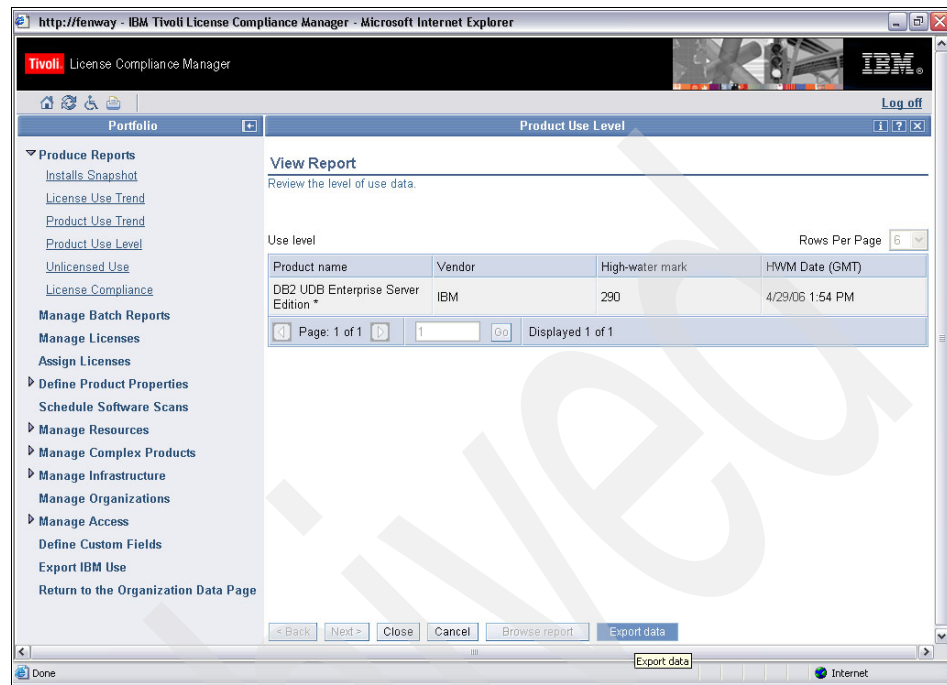 http://fenway - IBM Tivoli License Compliance Manager - Microsoft Internet Explorer
Tivoli. License Compliance Manager
IBM®
Log off
Portfolio
Product Use Level
i ? X
Produce Reports
Installs Snapshot
License Use Trend
Product Use Trend
Product Use Level
Unlicensed Use
License Compliance
Manage Batch Reports
Manage Licenses
Assign Licenses
Define Product Properties
Schedule Software Scans
Manage Resources
Manage Complex Products
Manage Infrastructure
Manage Organizations
Manage Access
Define Custom Fields
Export IBM Use
Return to the Organization Data Page
View Report
Review the level of use data.
Use level
Rows Per Page 6
Product name Vendor High-water mark HWM Date (GMT)
DB2 UDB Enterprise Server
Edition * IBM 290 4/29/06 1:54 PM
Page: 1 of 1 1 Go Displayed 1 of 1
< Back Next > Close Cancel Browse report Export data
Export data
Done
Internet